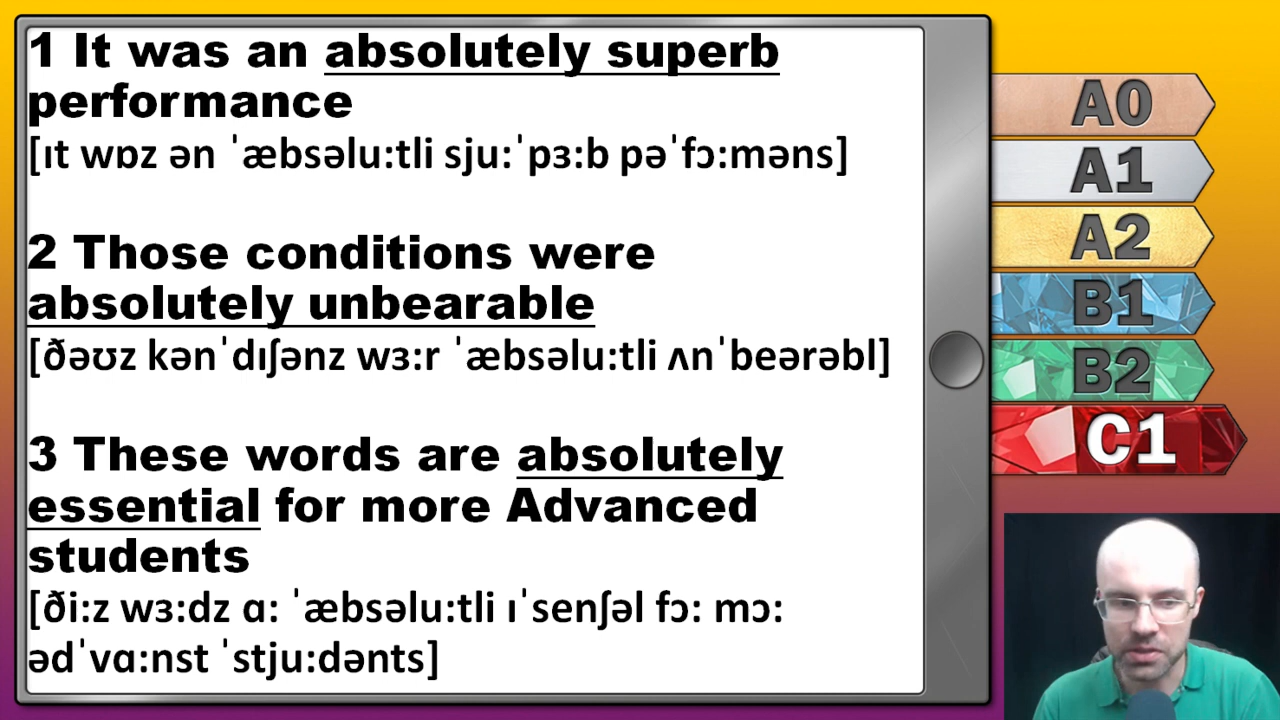 1 It was an absolutely superb
performance
[ɪt wɒz ən ˈæbsəlu:tli sju:ˈpɜ:b pəˈfɔ:məns]
2 Those conditions were
absolutely unbearable
[ðəʊz kənˈdɪʃənz wɜ:r ˈæbsəlu:tli ʌnˈbeərəbl]
3 These words are absolutely
essential for more Advanced
students
[ði:z wɜ:dz ɑ: ˈæbsəlu:tli ɪˈsenʃəl fɔ: mɔ:
ədˈvɑ:nst ˈstju:dənts]
A0
A1
A2
B1
B2
C1